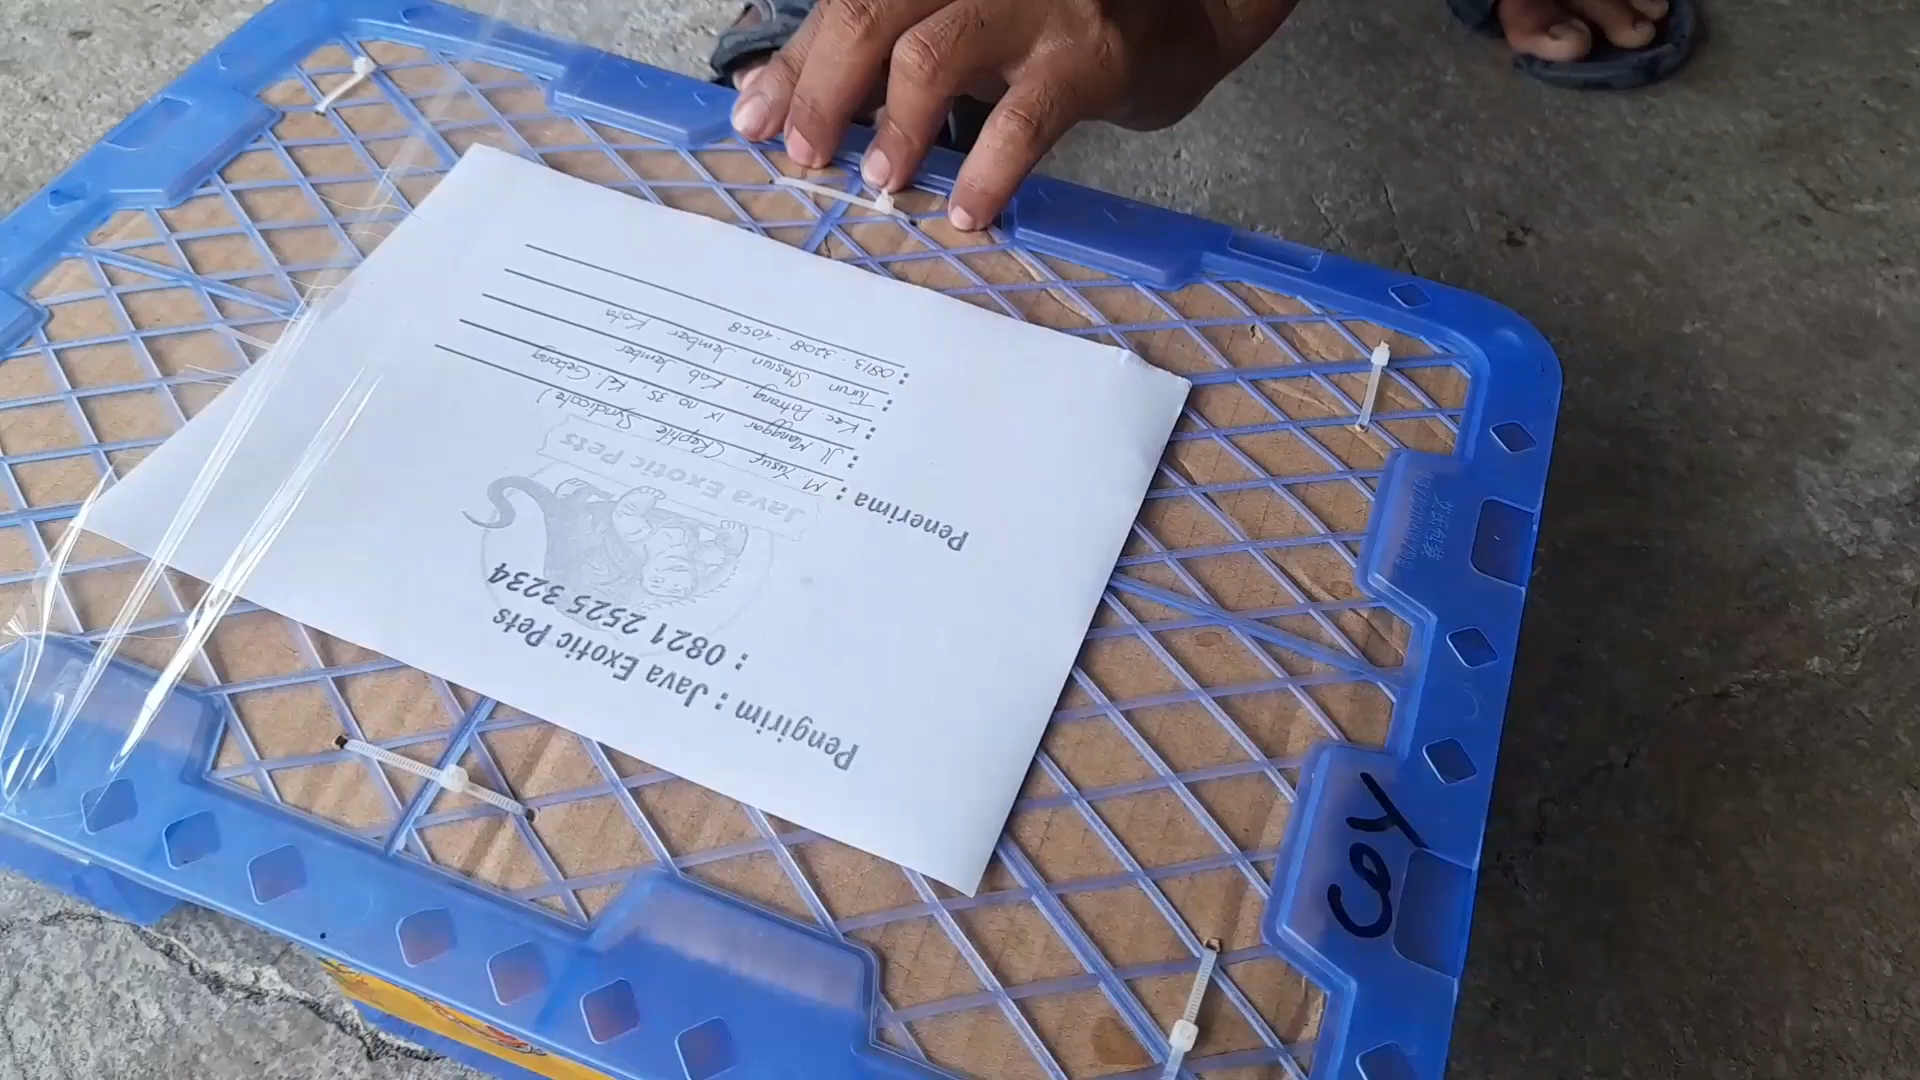 Pengirim : Java Exotic Pets
: 0821 2525 3234
Java Exotic Pets
Penerima : M. Yusuf (Reptile Syndicate)
: Jl Manggar IX no 35, Kel. Gebang
: Kec. Patrang, Kab Jember
: Turun Stasiun Jember Kota
: 0813 - 3208 - 4058
Coy